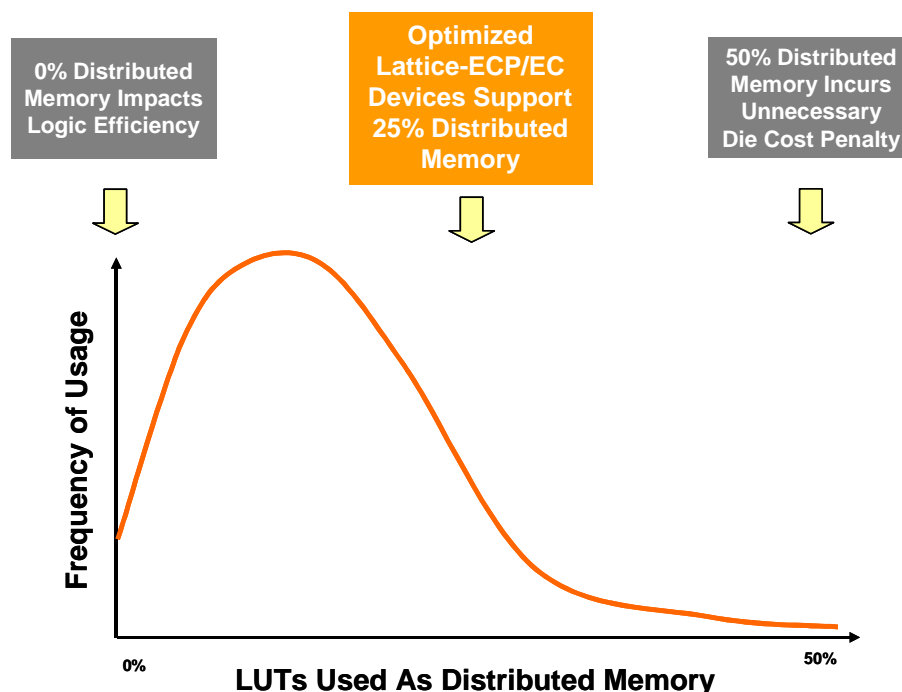 0% Distributed
Memory Impacts
Logic Efficiency
Optimized
Lattice-ECP/EC
Devices Support
25% Distributed
Memory
50% Distributed
Memory Incurs
Unnecessary
Die Cost Penalty
Frequency of Usage
0%
50%
LUTs Used As Distributed Memory